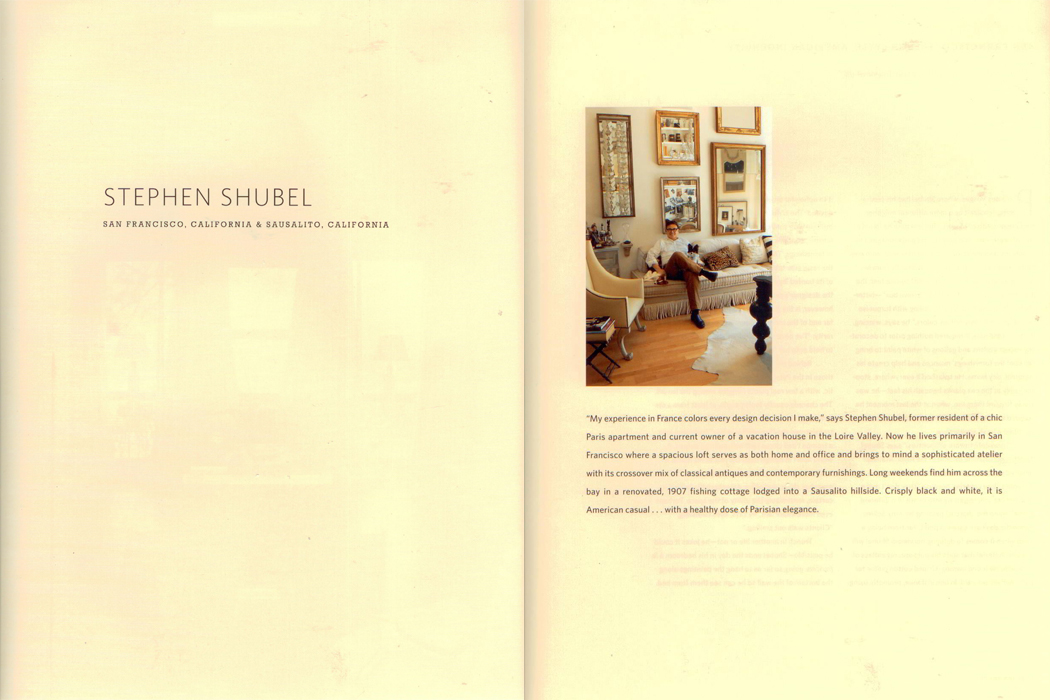 STEPHEN SHUBEL
SAN FRANCISCO, CALIFORNIA & SAUSALITO, CALIFORNIA
“My experience in France colors every design decision I make,” says Stephen Shubel, former resident of a chic
Paris apartment and current owner of a vacation house in the Loire Valley. Now he lives primarily in San
Francisco where a spacious loft serves as both home and office and brings to mind a sophisticated atelier
with its crossover mix of classical antiques and contemporary furnishings. Long weekends find him across the
bay in a renovated, 1907 fishing cottage lodged into a Sausalito hillside. Crisply black and white, it is
American casual . . . with a healthy dose of Parisian elegance.